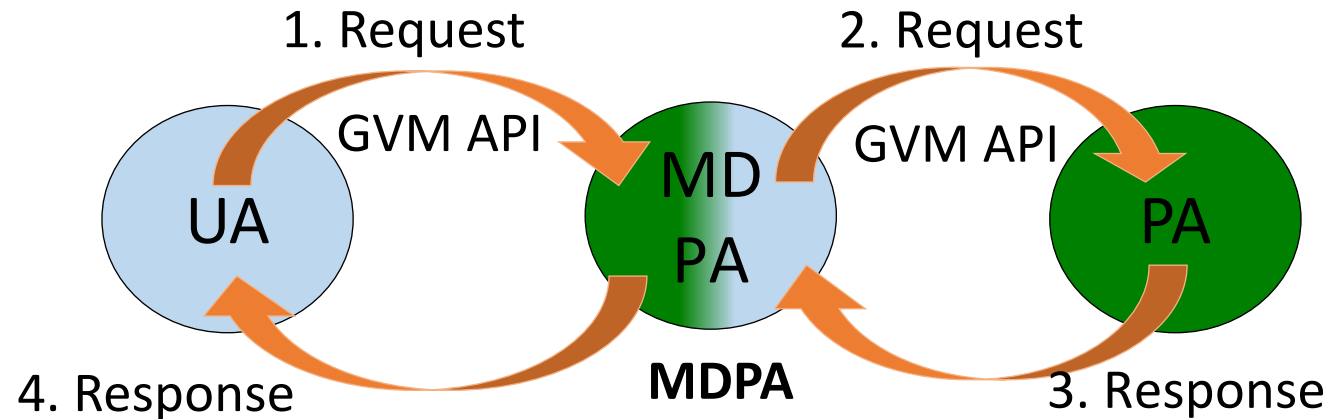 1. Request
2. Request
GVM API
GVM API
UA
MD
PA
PA
MDPA
4. Response
3. Response